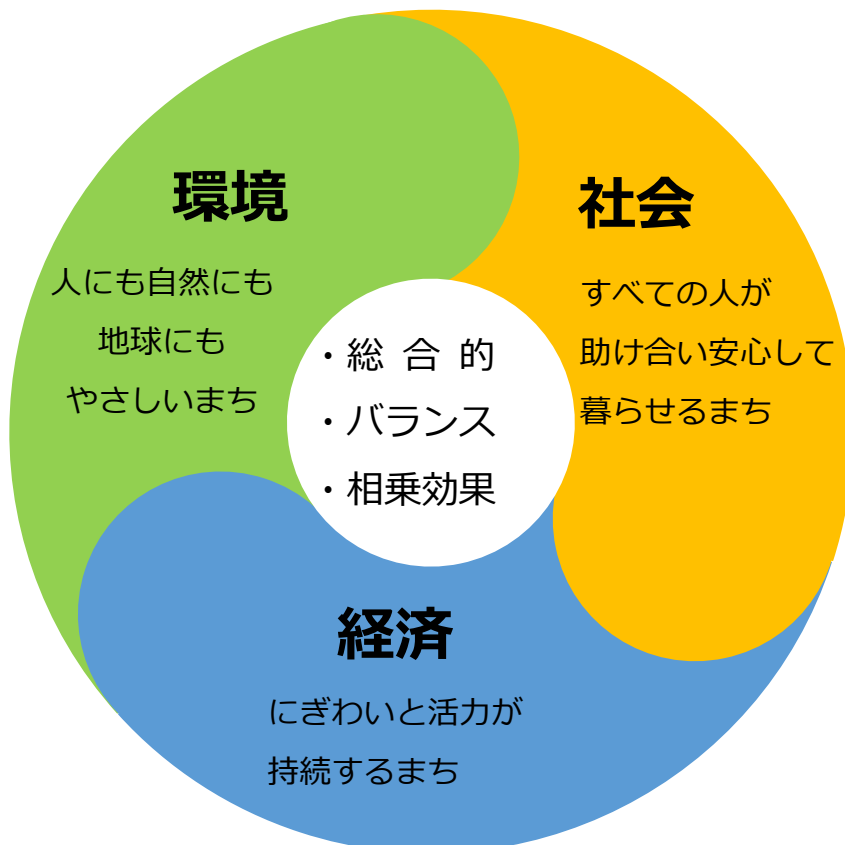 環境
人にも自然にも
地球にも
やさしいまち
社会
すべての人が
助け合い安心して
暮らせるまち
・総 合 的
・バランス
・相乗効果
経済
にぎわいと活力が
持続するまち